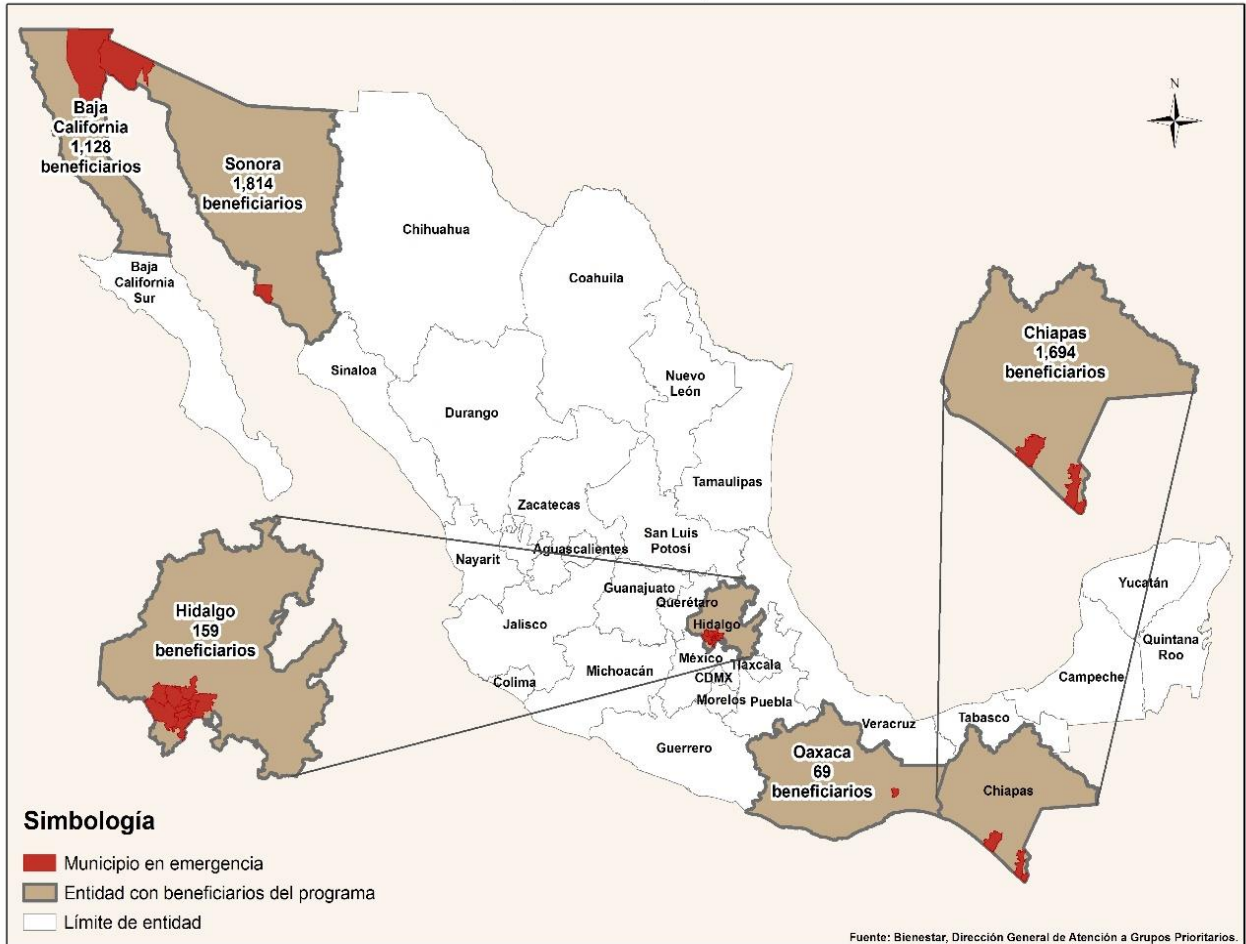 N
Baja
California
1,128
beneficiarios
Sonora
1,814
beneficiarios
Chihuahua
Coahuila
Baja
California
Sur
Sinaloa
Durango
Nuevo
León
Chiapas
1,694
beneficiarios
Tamaulipas
Zacatecas
San Luis
Potosí
Nayarit
Aguascalientes
Guanajuato
Querétaro
Hidalgo
Hidalgo
159
beneficiarios
Jalisco
Michoacán
México
Tlaxcala
CDMX
Morelos
Puebla
Colima
Yucatán
Quintana
Roo
Campeche
Guerrero
Veracruz
Tabasco
Oaxaca
69
beneficiarios
Chiapas
Simbología
Municipio en emergencia
Entidad con beneficiarios del programa
Límite de entidad
Fuente: Bienestar, Dirección General de Atención a Grupos Prioritarios.